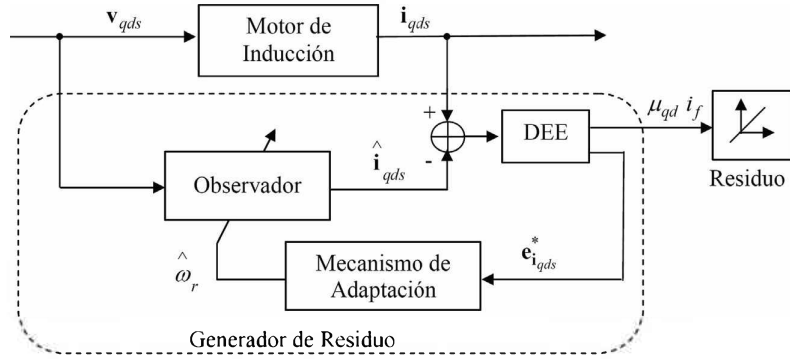 v_qds
Motor de
Inducción
i_qds
+
-
DEE
μ_qd i_f
Residuo
Observador
î_qds
ω̂_r
Mecanismo de
Adaptación
e*_i_qds
Generador de Residuo